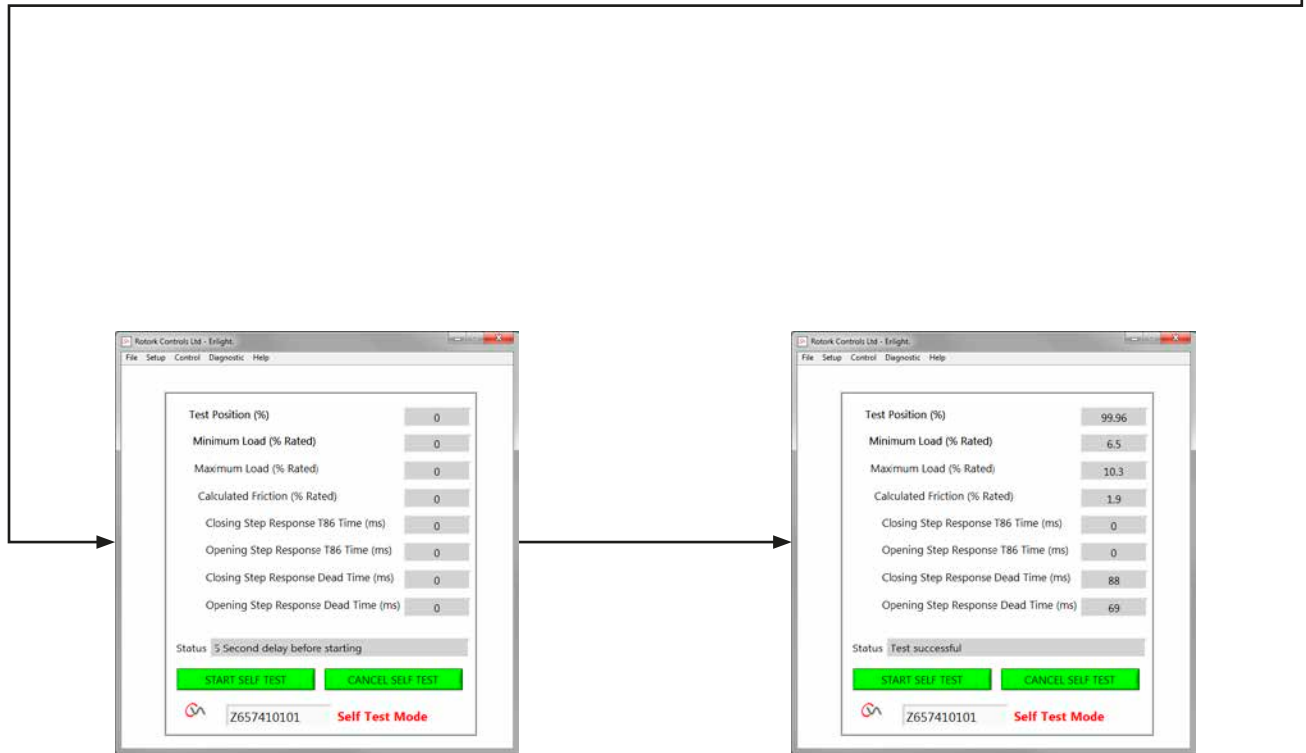 Rotork Controls Ltd - Enlight.
File Setup Control Diagnostic Help
Test Position (%) 0
Minimum Load (% Rated) 0
Maximum Load (% Rated) 0
Calculated Friction (% Rated) 0
Closing Step Response T86 Time (ms) 0
Opening Step Response T86 Time (ms) 0
Closing Step Response Dead Time (ms) 0
Opening Step Response Dead Time (ms) 0
Status 5 Second delay before starting
START SELF TEST CANCEL SELF TEST
Z657410101 Self Test Mode
Rotork Controls Ltd - Enlight.
File Setup Control Diagnostic Help
Test Position (%) 99.96
Minimum Load (% Rated) 6.5
Maximum Load (% Rated) 10.3
Calculated Friction (% Rated) 1.9
Closing Step Response T86 Time (ms) 0
Opening Step Response T86 Time (ms) 0
Closing Step Response Dead Time (ms) 88
Opening Step Response Dead Time (ms) 69
Status Test successful
START SELF TEST CANCEL SELF TEST
Z657410101 Self Test Mode